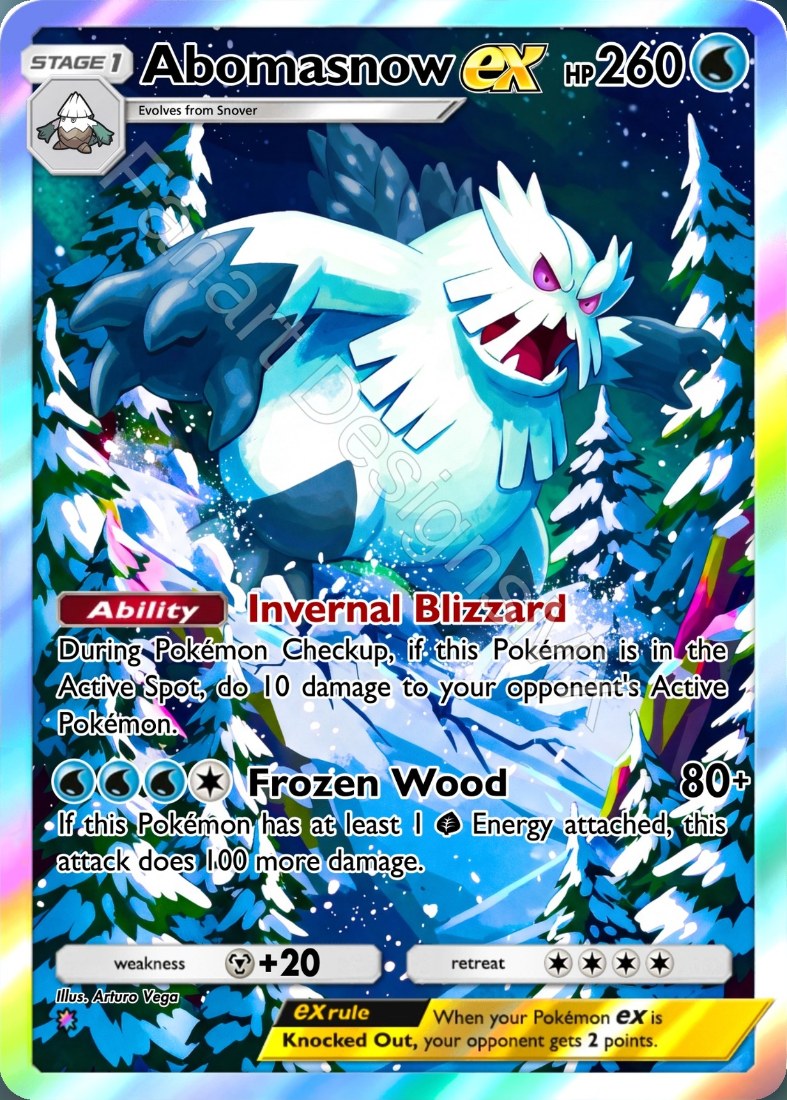 STAGE 1 Abomasnow ex HP 260
Evolves from Snover
Fanart Designs
Ability Invernal Blizzard
During Pokémon Checkup, if this Pokémon is in the
Active Spot, do 10 damage to your opponent's Active
Pokémon.
Frozen Wood 80+
If this Pokémon has at least 1 Energy attached, this
attack does 100 more damage.
weakness +20 retreat
Illus. Arturo Vega
ex rule When your Pokémon ex is
Knocked Out, your opponent gets 2 points.